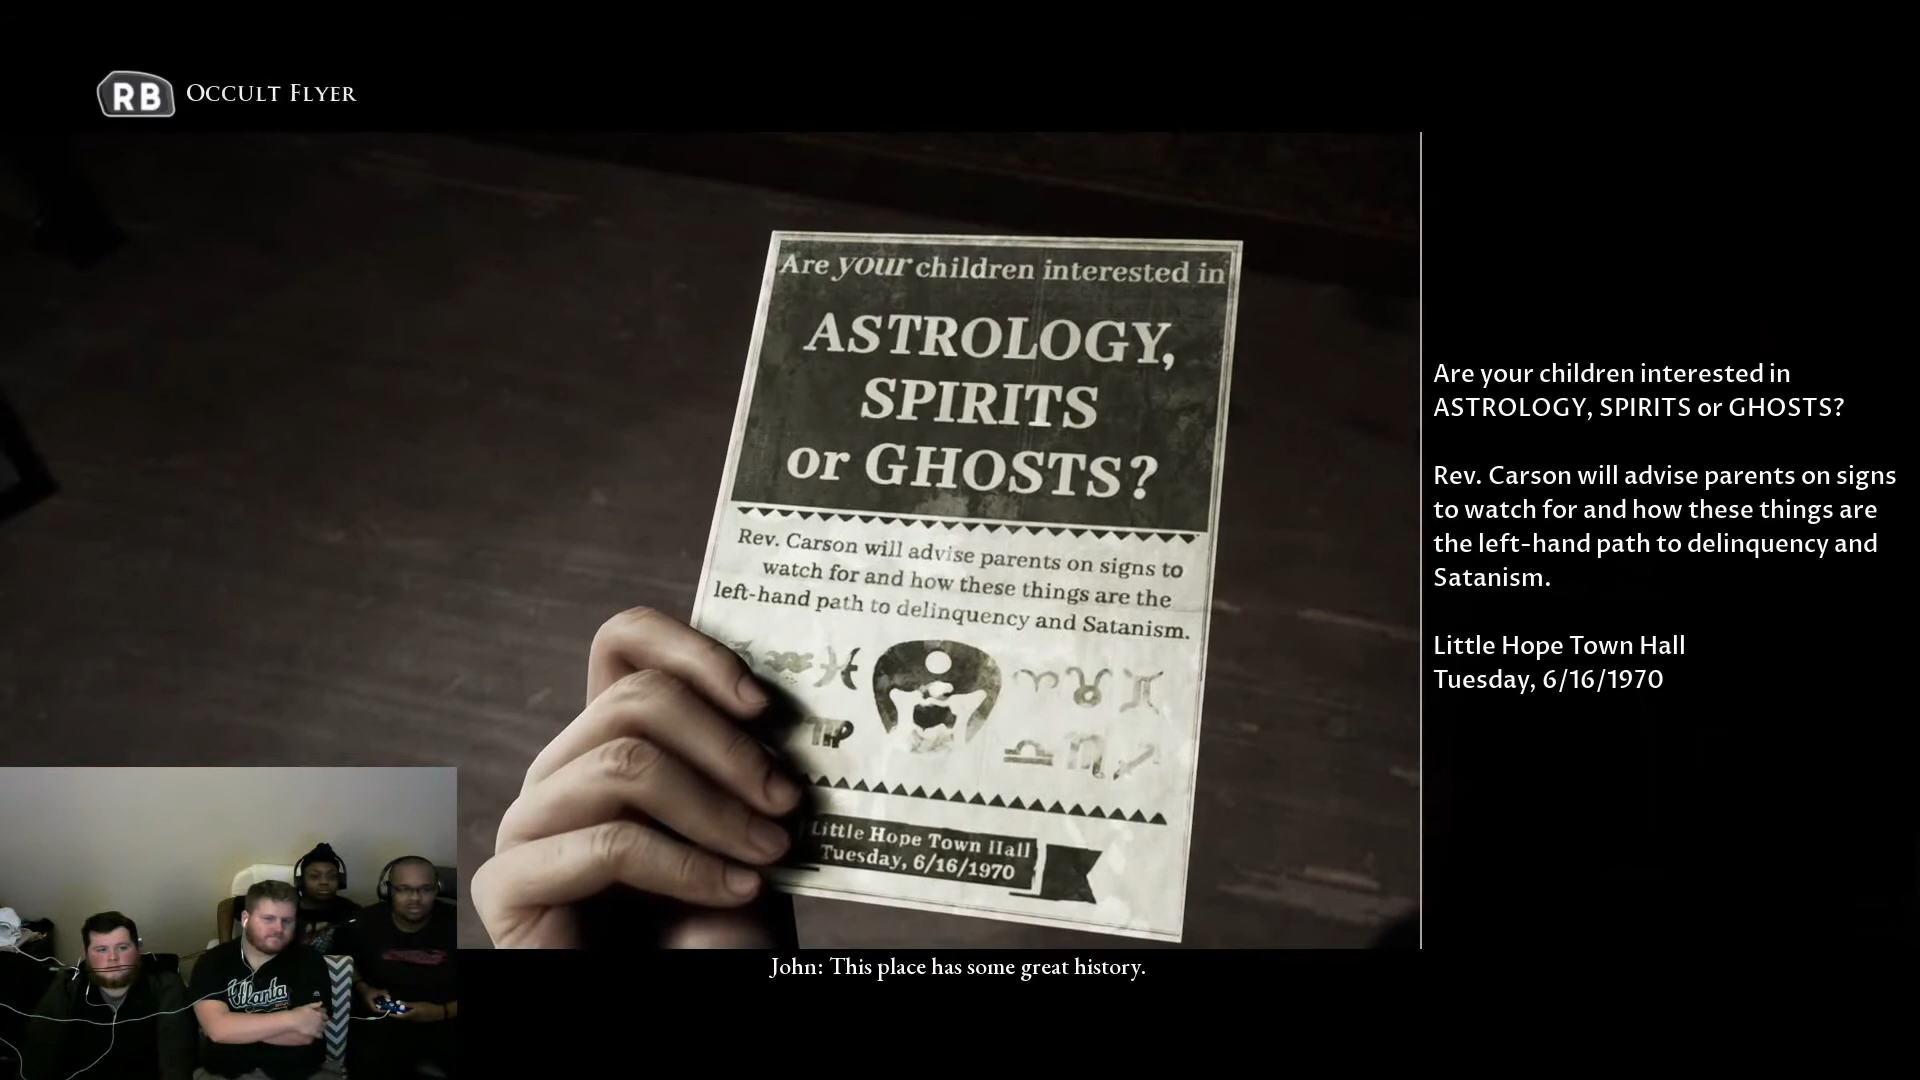 RB Occult Flyer
Are your children interested in
ASTROLOGY,
SPIRITS
or GHOSTS?
Rev. Carson will advise parents on signs to
watch for and how these things are the
left-hand path to delinquency and Satanism.
Little Hope Town Hall
Tuesday, 6/16/1970
Are your children interested in
ASTROLOGY, SPIRITS or GHOSTS?
Rev. Carson will advise parents on signs
to watch for and how these things are
the left-hand path to delinquency and
Satanism.
Little Hope Town Hall
Tuesday, 6/16/1970
Atlanta
John: This place has some great history.